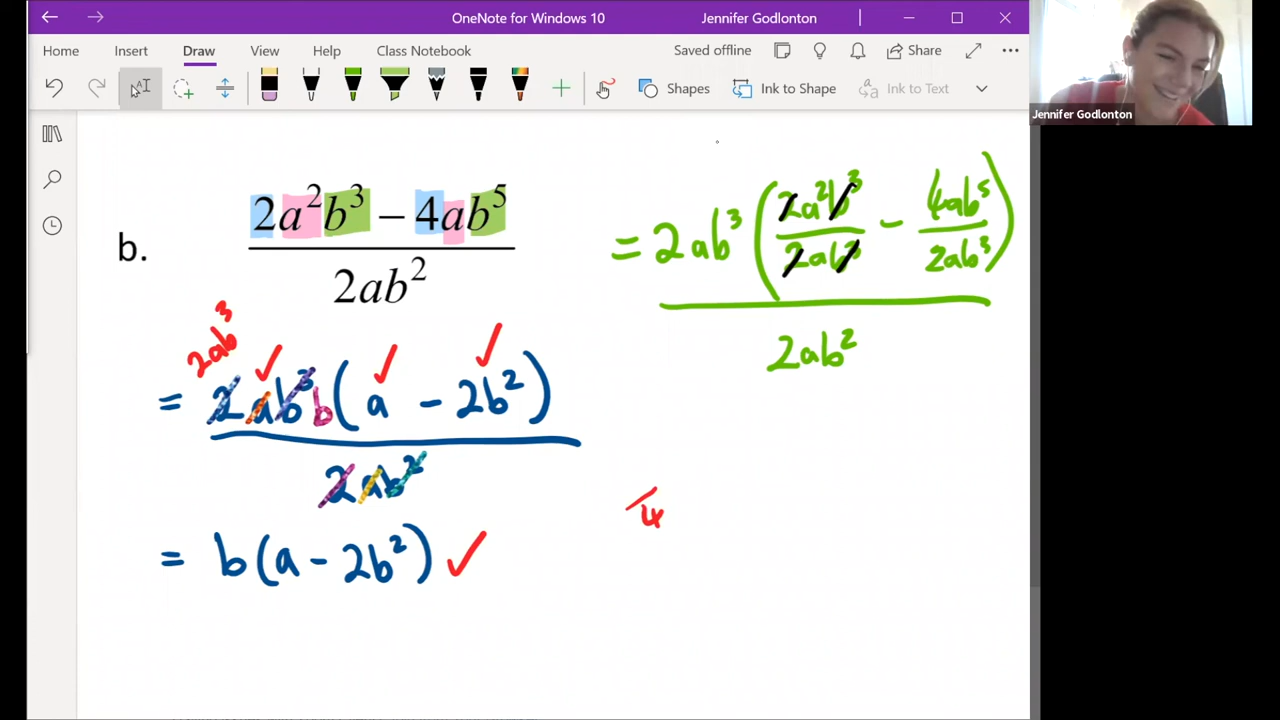 OneNote for Windows 10
Jennifer Godlonton
Home Insert Draw View Help Class Notebook
Saved offline
Share
Shapes
Ink to Shape
Ink to Text
Jennifer Godlonton
b. (2a²b³ − 4ab⁵) / 2ab²
= 2ab³ (2a²b³/2ab³ − 4ab⁵/2ab³) / 2ab²
2ab³ ✓ ✓ ✓
= 2ab³b (a − 2b²) / 2ab²
/4
= b(a − 2b²) ✓